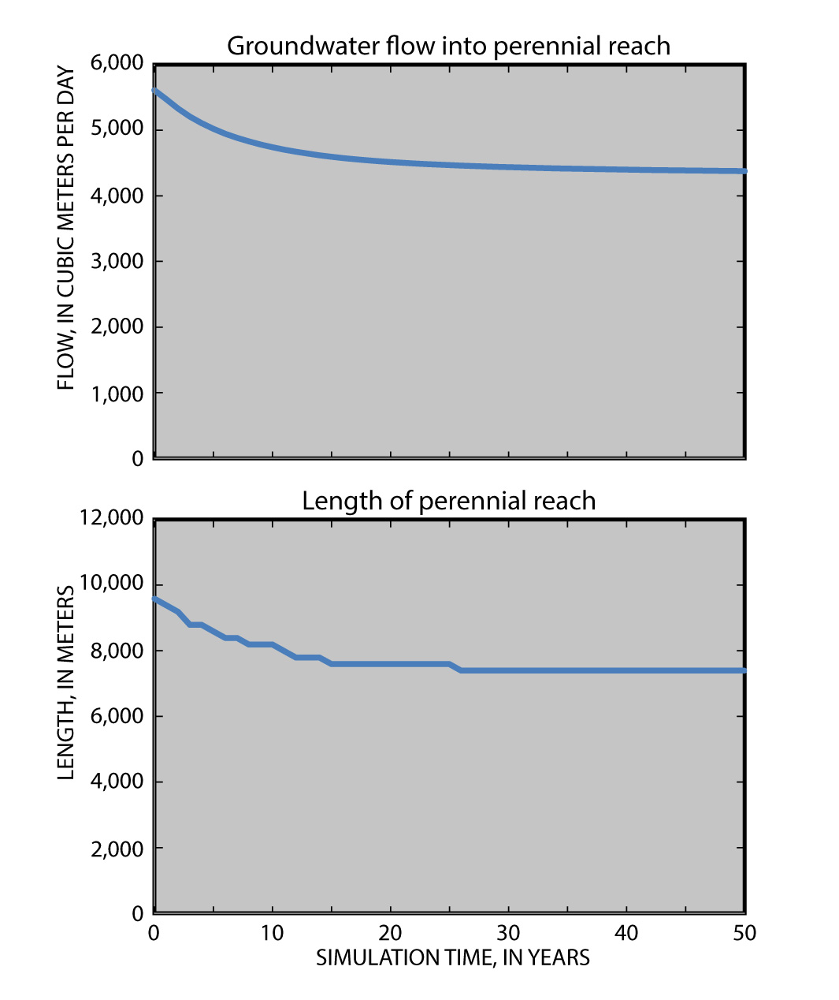 Groundwater flow into perennial reach
FLOW, IN CUBIC METERS PER DAY
6,000
5,000
4,000
3,000
2,000
1,000
0
Length of perennial reach
LENGTH, IN METERS
12,000
10,000
8,000
6,000
4,000
2,000
0
0 10 20 30 40 50
SIMULATION TIME, IN YEARS